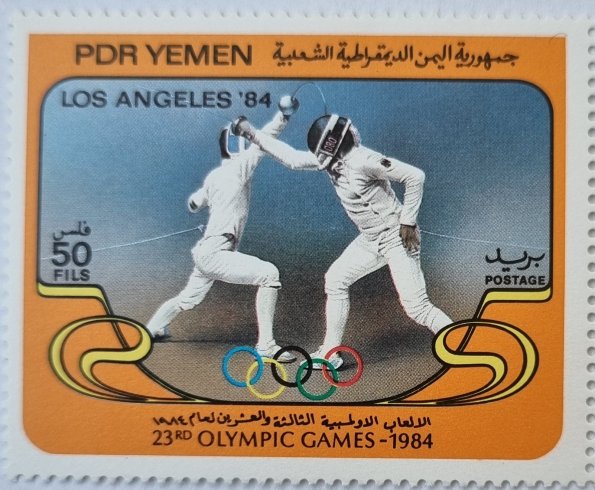 PDR YEMEN جمهورية اليمن الديمقراطية الشعبية
LOS ANGELES '84
فلس
50
FILS
بريد
POSTAGE
الالعاب الاولمبية الثالثة والعشرين لعام ١٩٨٤
23RD OLYMPIC GAMES - 1984